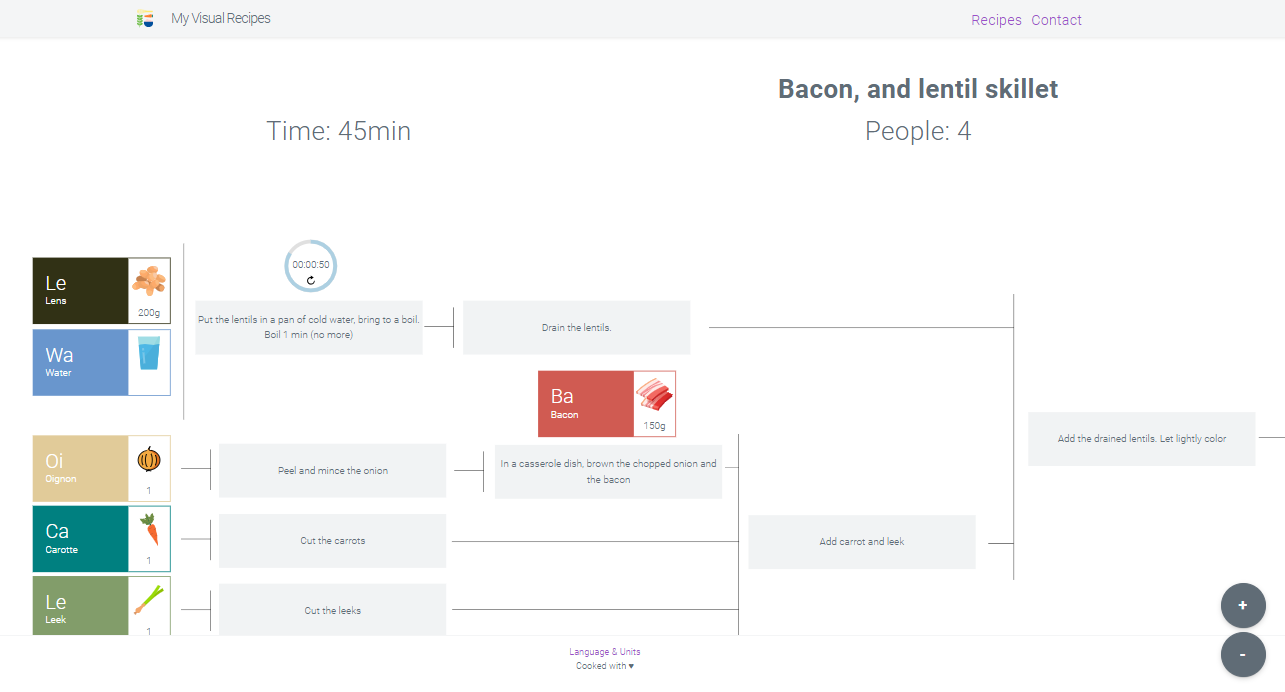 My Visual Recipes
Recipes Contact
Bacon, and lentil skillet
Time: 45min
People: 4
00:00:50
Le
Lens
200g
Put the lentils in a pan of cold water, bring to a boil.
Boil 1 min (no more)
Drain the lentils.
Wa
Water
Ba
Bacon
150g
Add the drained lentils. Let lightly color
Oi
Oignon
1
Peel and mince the onion
In a casserole dish, brown the chopped onion and
the bacon
Ca
Carotte
1
Cut the carrots
Add carrot and leek
Le
Leek
1
Cut the leeks
+
-
Language & Units
Cooked with ♥